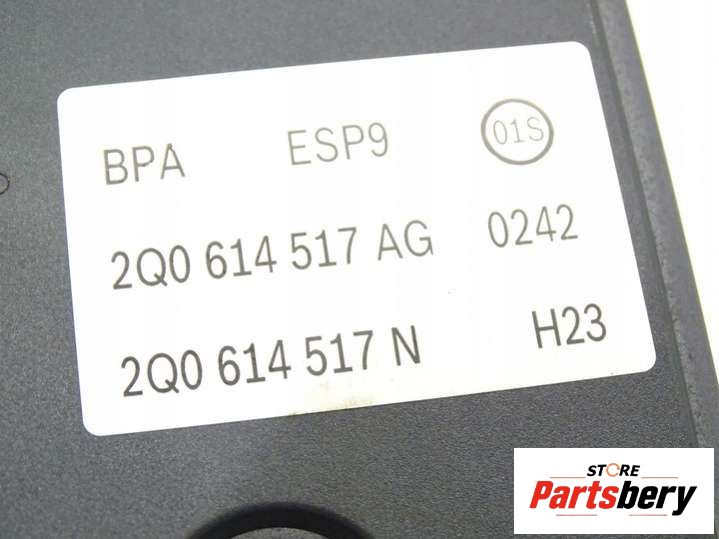 BPA ESP9 01S
2Q0 614 517 AG 0242
2Q0 614 517 N H23
STORE
Partsbery